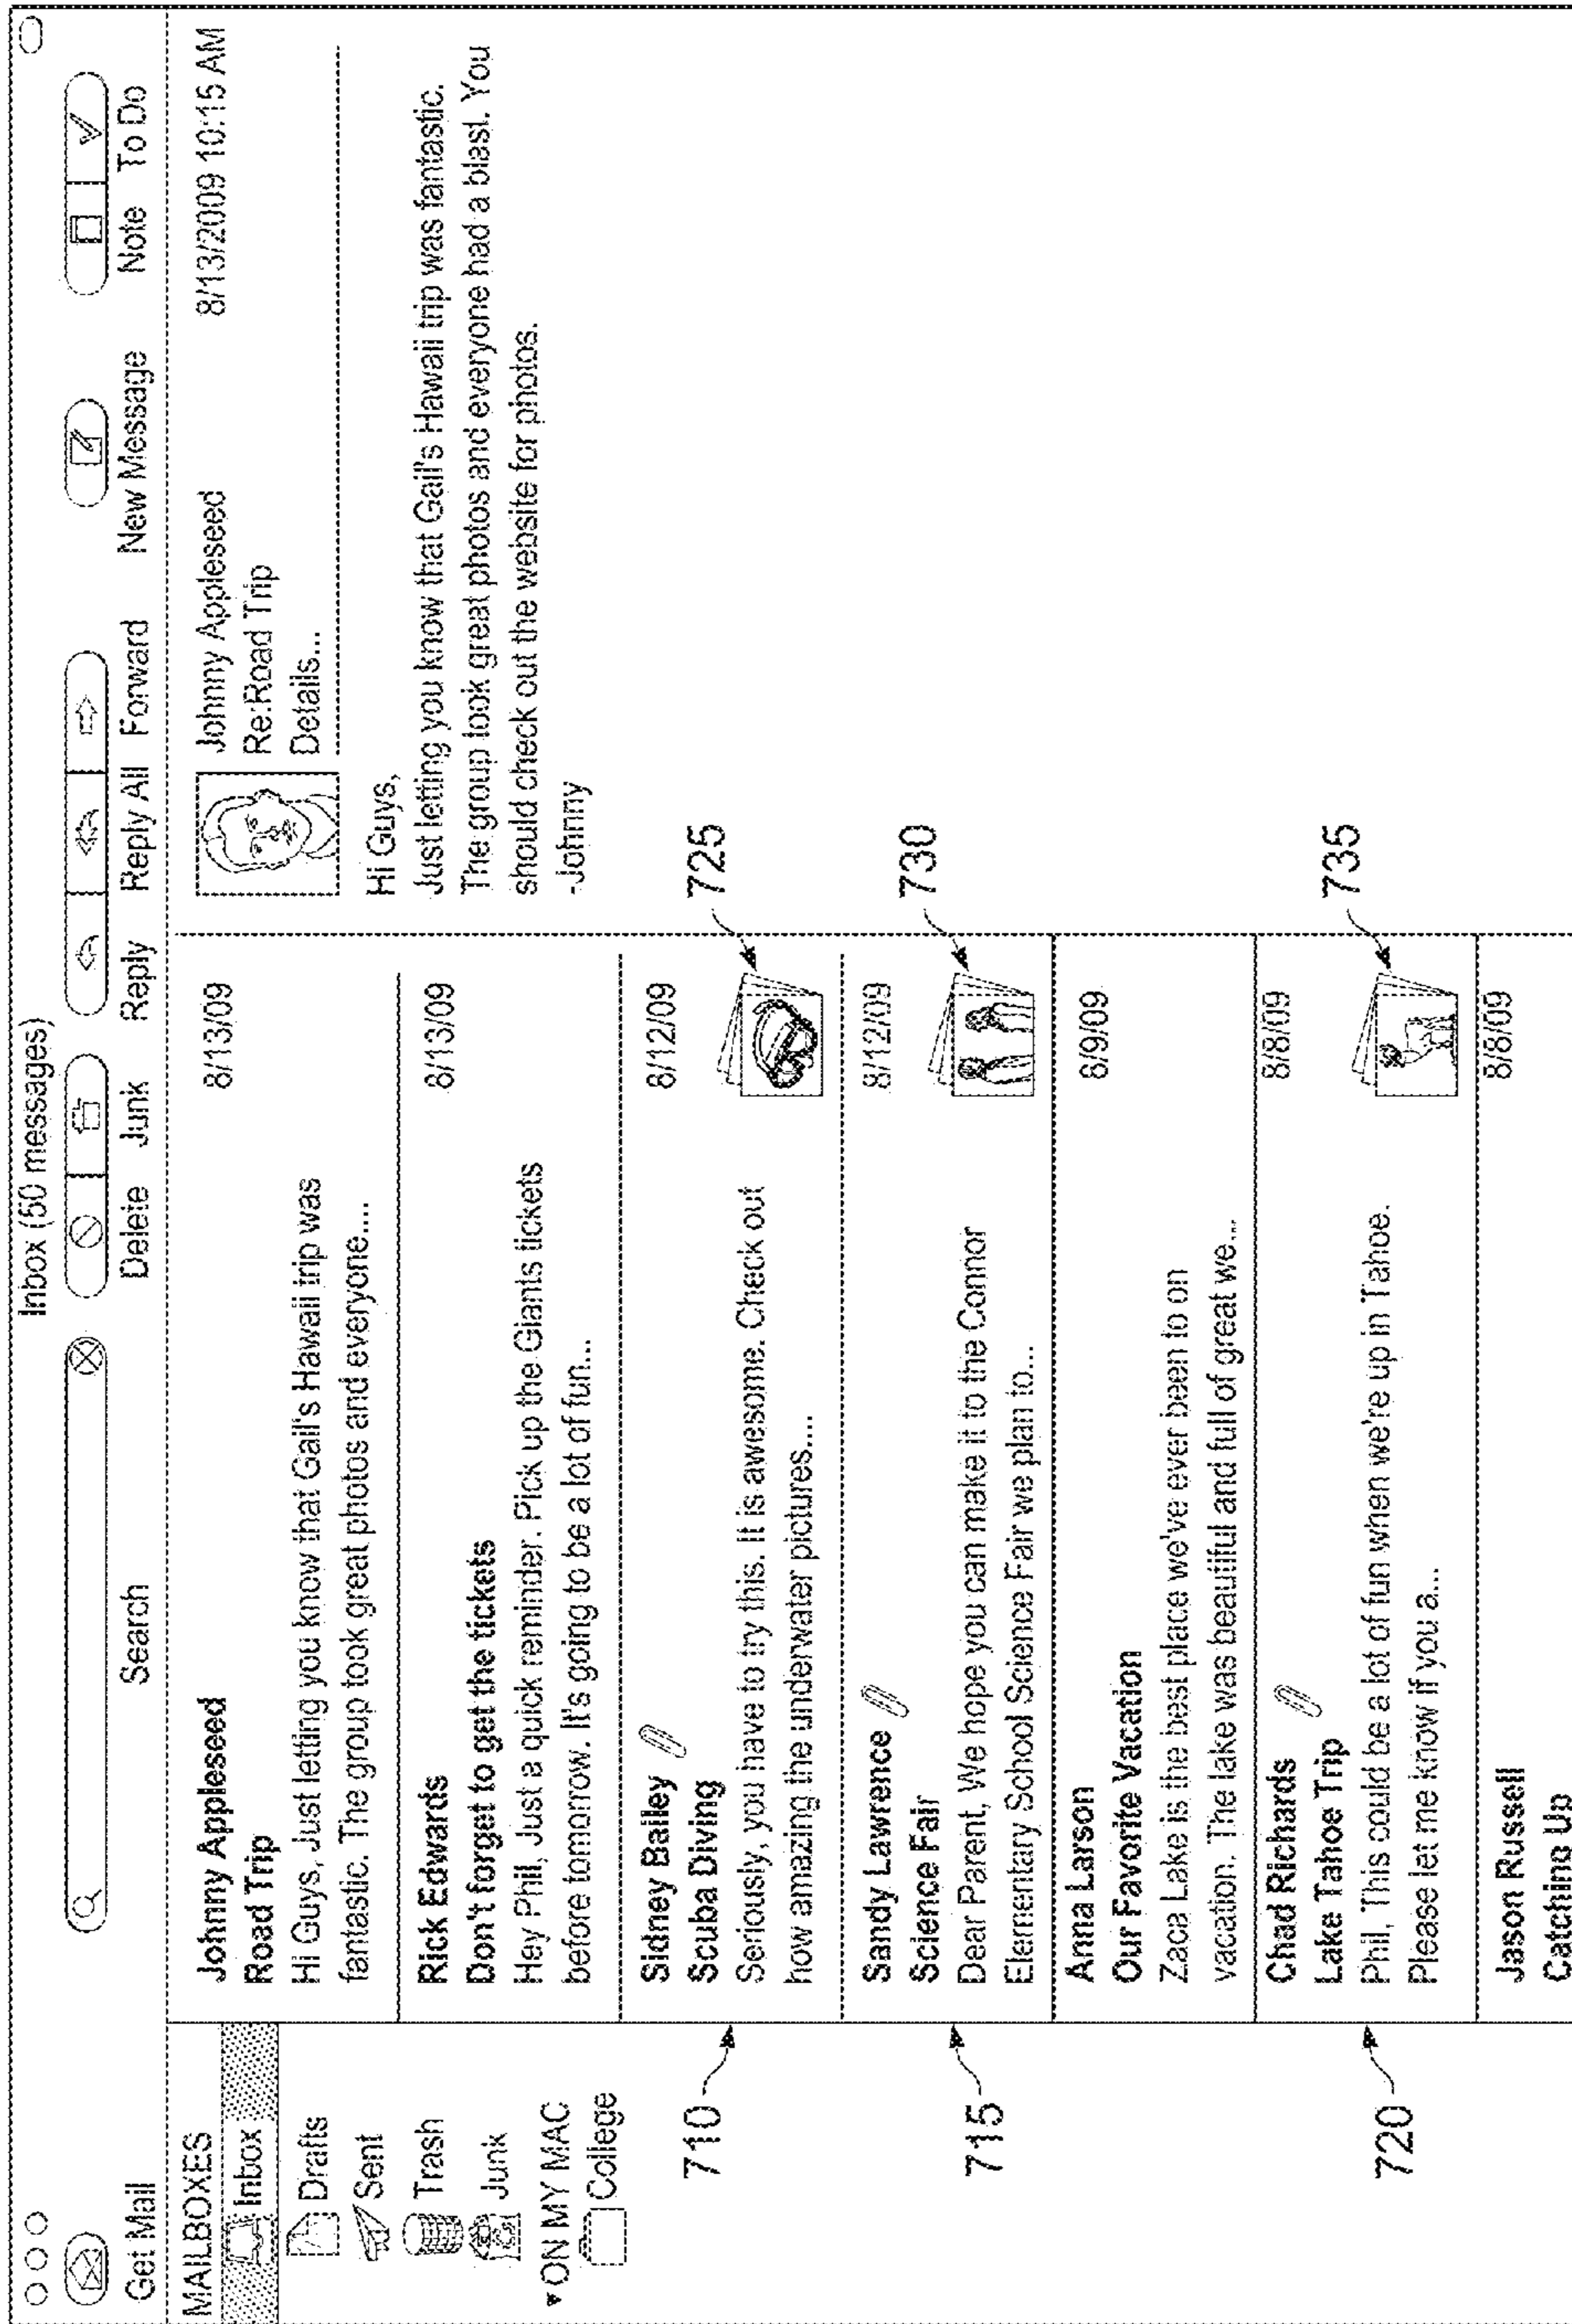 Inbox (50 messages)
Get Mail
Search
Delete Junk
Reply Reply All Forward
New Message
Note To Do
MAILBOXES
Inbox
Drafts
Sent
Trash
Junk
▾ON MY MAC
College
710
715
720
Johnny Appleseed 8/13/09
Road Trip
Hi Guys, Just letting you know that Gail's Hawaii trip was
fantastic. The group took great photos and everyone....
Rick Edwards 8/13/09
Don't forget to get the tickets
Hey Phil, Just a quick reminder. Pick up the Giants tickets
before tomorrow. It's going to be a lot of fun...
Sidney Bailey 8/12/09
Scuba Diving
Seriously, you have to try this. It is awesome. Check out
how amazing the underwater pictures....
725
Sandy Lawrence 8/12/09
Science Fair
Dear Parent, We hope you can make it to the Connor
Elementary School Science Fair we plan to...
730
Anna Larson 8/9/09
Our Favorite Vacation
Zaca Lake is the best place we've ever been to on
vacation. The lake was beautiful and full of great we...
Chad Richards 8/8/09
Lake Tahoe Trip
Phil, This could be a lot of fun when we're up in Tahoe.
Please let me know if you a...
735
Jason Russell 8/8/09
Catching Up
Johnny Appleseed 8/13/2009 10:15 AM
Re:Road Trip
Details...
Hi Guys,
Just letting you know that Gail's Hawaii trip was fantastic.
The group took great photos and everyone had a blast. You
should check out the website for photos.
-Johnny